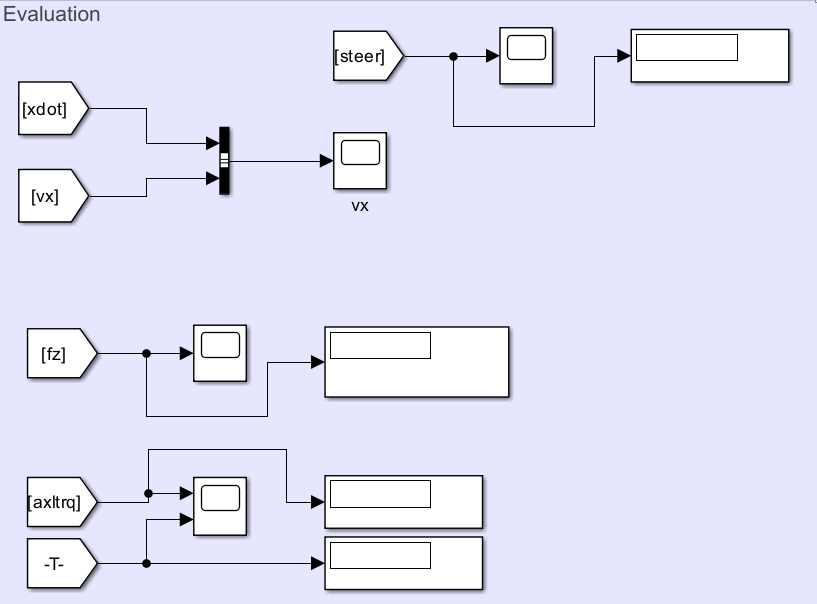 Evaluation
[steer]
[xdot]
[vx]
vx
[fz]
[axltrq]
-T-